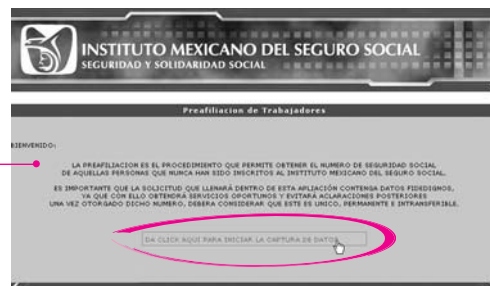 INSTITUTO MEXICANO DEL SEGURO SOCIAL
SEGURIDAD Y SOLIDARIDAD SOCIAL
Preafiliacion de Trabajadores
BIENVENIDO:
LA PREAFILIACION ES EL PROCEDIMIENTO QUE PERMITE OBTENER EL NUMERO DE SEGURIDAD SOCIAL
DE AQUELLAS PERSONAS QUE NUNCA HAN SIDO INSCRITOS AL INSTITUTO MEXICANO DEL SEGURO SOCIAL.
ES IMPORTANTE QUE LA SOLICITUD QUE LLENARÁ DENTRO DE ESTA APLIACIÓN CONTENGA DATOS FIDEDIGNOS,
YA QUE CON ELLO OBTENDRÁ SERVICIOS OPORTUNOS Y EVITARÁ ACLARACIONES POSTERIORES
UNA VEZ OTORGADO DICHO NUMERO, DEBERA CONSIDERAR QUE ESTE ES UNICO, PERMANENTE E INTRANSFERIBLE.
DA CLICK AQUI PARA INICIAR LA CAPTURA DE DATOS